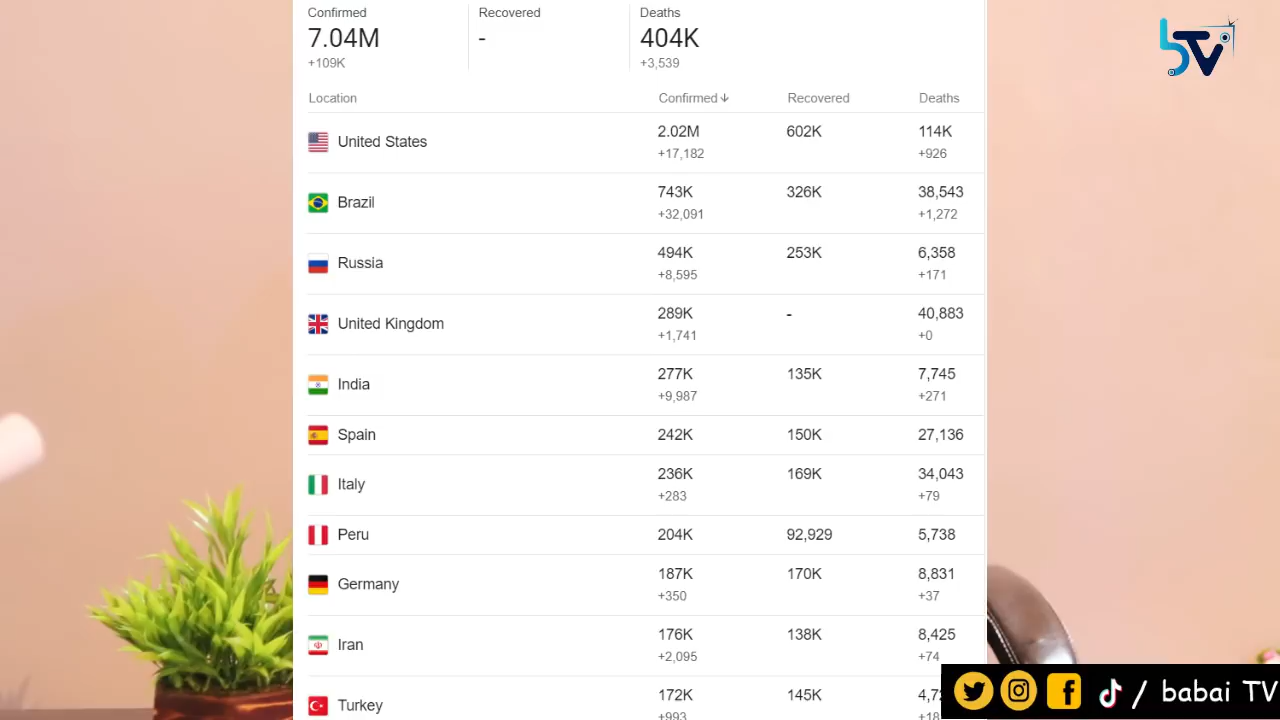 Confirmed Recovered Deaths
7.04M - 404K
+109K +3,539
Location Confirmed Recovered Deaths
United States 2.02M 602K 114K
+17,182 +926
Brazil 743K 326K 38,543
+32,091 +1,272
Russia 494K 253K 6,358
+8,595 +171
United Kingdom 289K - 40,883
+1,741 +0
India 277K 135K 7,745
+9,987 +271
Spain 242K 150K 27,136
Italy 236K 169K 34,043
+283 +79
Peru 204K 92,929 5,738
Germany 187K 170K 8,831
+350 +37
Iran 176K 138K 8,425
+2,095 +74
Turkey 172K 145K
+993
bTV
/ babai TV